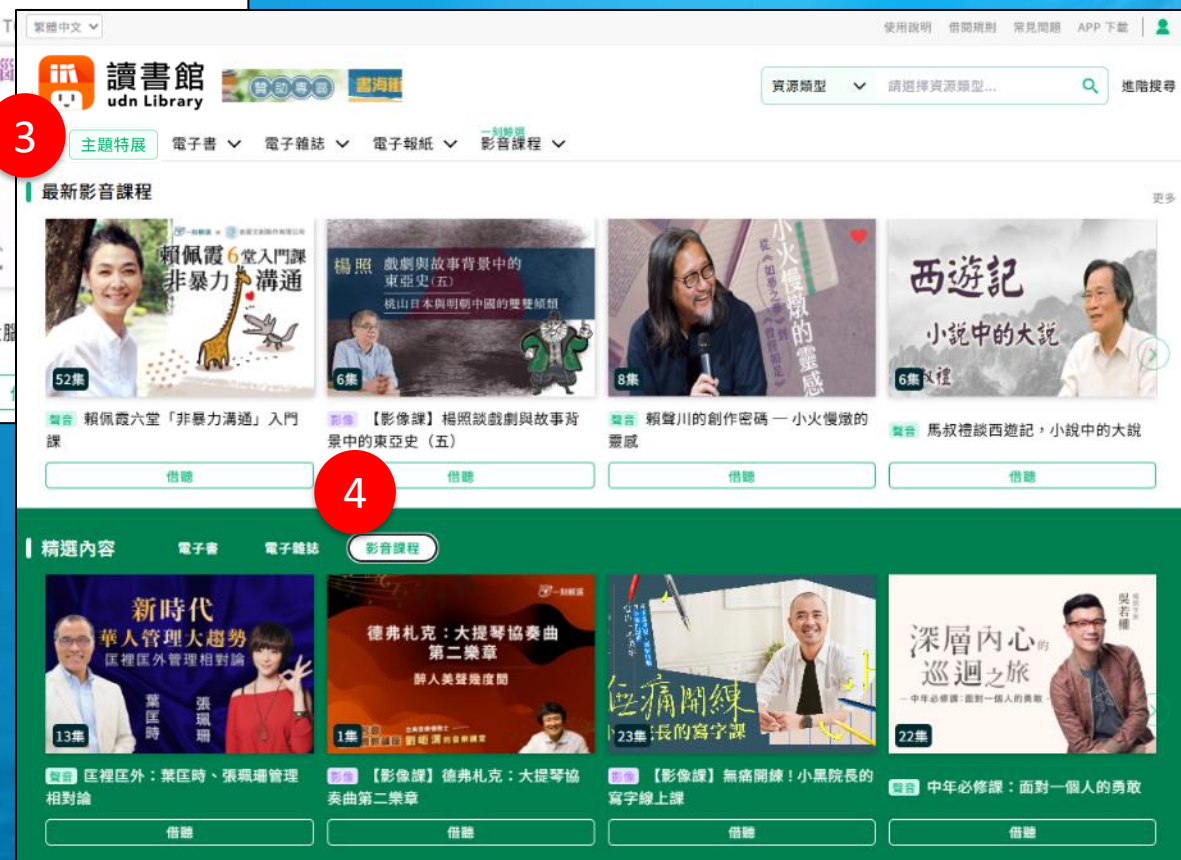 繁體中文
使用說明 借閱規則 常見問題 APP 下載
讀書館
udn Library
贊助專區
資源類型 請選擇資源類型... 進階搜尋
3
主題特展 電子書 電子雜誌 電子報紙 一刻鯨選 影音課程
最新影音課程
更多
賴佩霞6堂入門課
非暴力溝通
52集
楊照 戲劇與故事背景中的
東亞史(五)
桃山日本與明朝中國的雙雙傾頹
6集
小火慢燉的靈感
從《如夢之夢》到《曾經如是》
8集
西遊記
小說中的大說
6集
聲音 賴佩霞六堂「非暴力溝通」入門
課
影像 【影像課】楊照談戲劇與故事背
景中的東亞史（五）
聲音 賴聲川的創作密碼 — 小火慢燉的
靈感
聲音 馬叔禮談西遊記，小說中的大說
借聽
借聽
借聽
借聽
4
精選內容 電子書 電子雜誌 影音課程
新時代
華人管理大趨勢
匡裡匡外管理相對論
葉匡時
張珮珊
13集
德弗札克：大提琴協奏曲
第二樂章
醉人美聲幾度聞
1集
無痛開練
23集
深層內心的
巡迴之旅
中年必修課：面對一個人的勇敢
吳若權
22集
聲音 匡裡匡外：葉匡時、張珮珊管理
相對論
影像 【影像課】德弗札克：大提琴協
奏曲第二樂章
影像 【影像課】無痛開練！小黑院長的
寫字線上課
聲音 中年必修課：面對一個人的勇敢
借聽
借聽
借聽
借聽